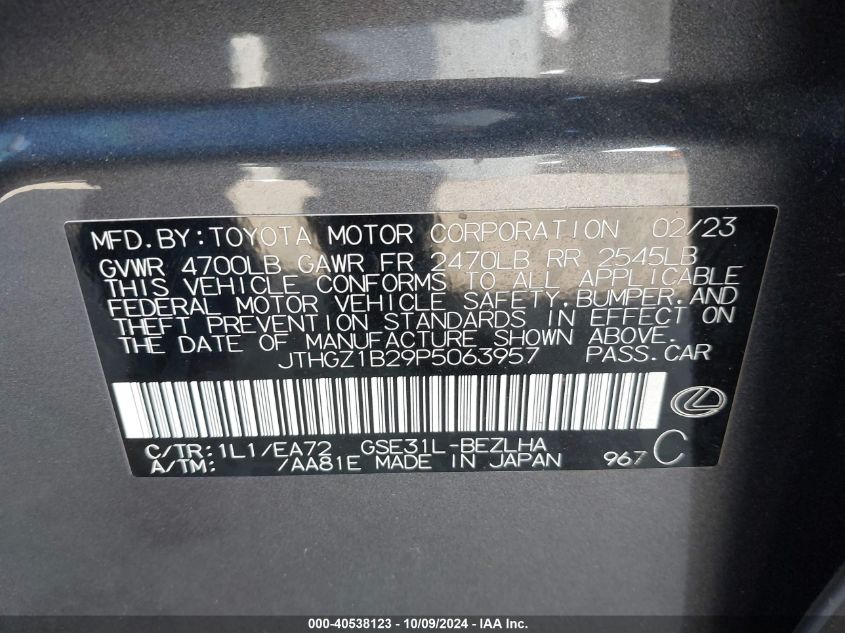 MFD. BY: TOYOTA MOTOR CORPORATION 02/23
GVWR 4700LB GAWR FR 2470LB RR 2545LB
THIS VEHICLE CONFORMS TO ALL APPLICABLE
FEDERAL MOTOR VEHICLE SAFETY, BUMPER, AND
THEFT PREVENTION STANDARDS IN EFFECT ON
THE DATE OF MANUFACTURE SHOWN ABOVE.
JTHGZ1B29P5063957 PASS. CAR
C/TR: 1L1/EA72 GSE31L-BEZLHA
A/TM: /AA81E MADE IN JAPAN 967 C
000-40538123 - 10/09/2024 - IAA Inc.